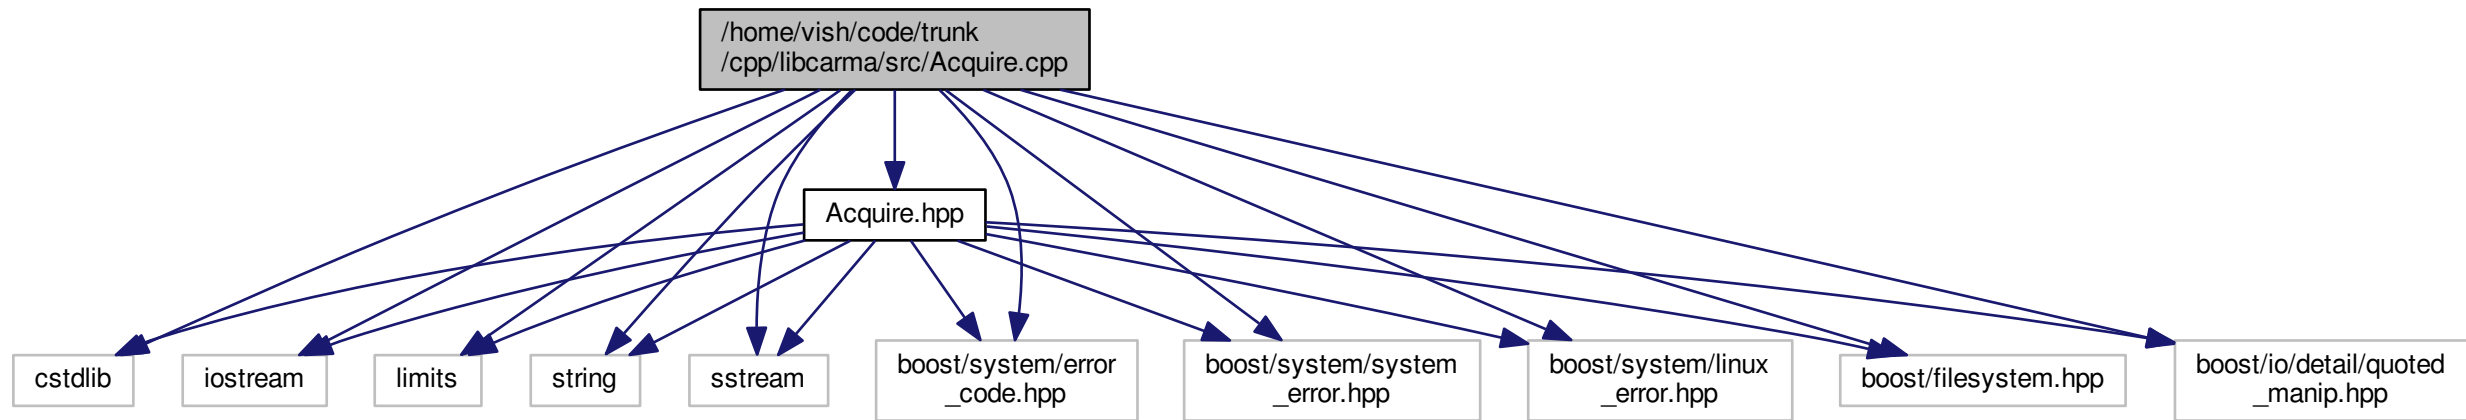 /home/vish/code/trunk
/cpp/libcarma/src/Acquire.cpp
Acquire.hpp
cstdlib
iostream
limits
string
sstream
boost/system/error
_code.hpp
boost/system/system
_error.hpp
boost/system/linux
_error.hpp
boost/filesystem.hpp
boost/io/detail/quoted
_manip.hpp